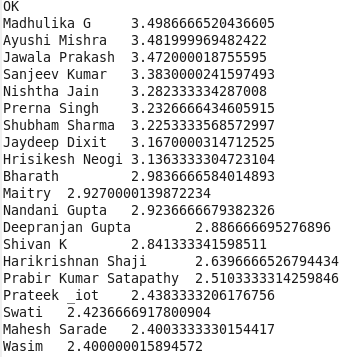 OK
Madhulika G 3.4986666520436605
Ayushi Mishra 3.481999969482422
Jawala Prakash 3.472000018755595
Sanjeev Kumar 3.3830000241597493
Nishtha Jain 3.282333334287008
Prerna Singh 3.2326666434605915
Shubham Sharma 3.2253333568572997
Jaydeep Dixit 3.1670000314712525
Hrisikesh Neogi 3.1363333304723104
Bharath 2.9836666584014893
Maitry 2.9270000139872234
Nandani Gupta 2.9236666679382326
Deepranjan Gupta 2.886666695276896
Shivan K 2.841333341598511
Harikrishnan Shaji 2.6396666526794434
Prabir Kumar Satapathy 2.5103333314259846
Prateek _iot 2.4383333206176756
Swati 2.4236666917800904
Mahesh Sarade 2.4003333330154417
Wasim 2.400000015894572